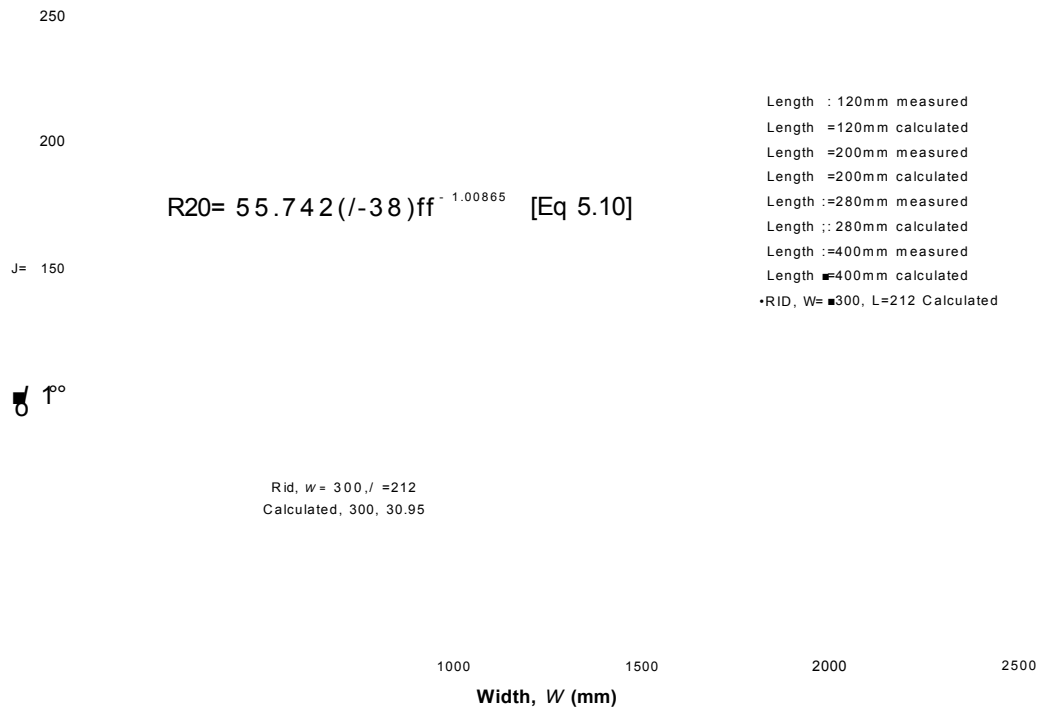 250
Length : 120mm measured
Length =120mm calculated
200
Length =200mm measured
Length =200mm calculated
R20= 55.742(/-38)ff - 1.00865 [Eq 5.10]
Length :=280mm measured
Length ;: 280mm calculated
Length :=400mm measured
J= 150
Length ■=400mm calculated
•RID, W= ■300, L=212 Calculated
1°°
Rid, w = 300,/ =212
Calculated, 300, 30.95
1000 1500 2000 2500
Width, W (mm)